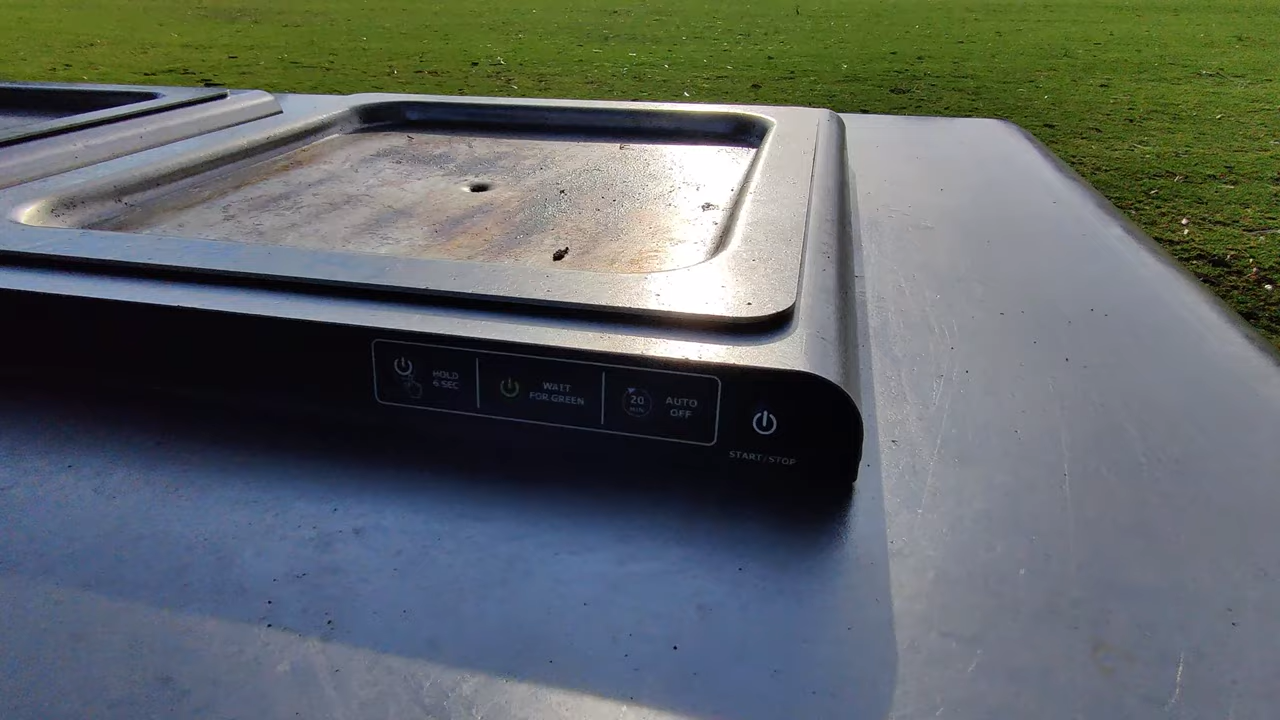 HOLD
6 SEC
WAIT
FOR GREEN
20
MIN
AUTO
OFF
START/STOP